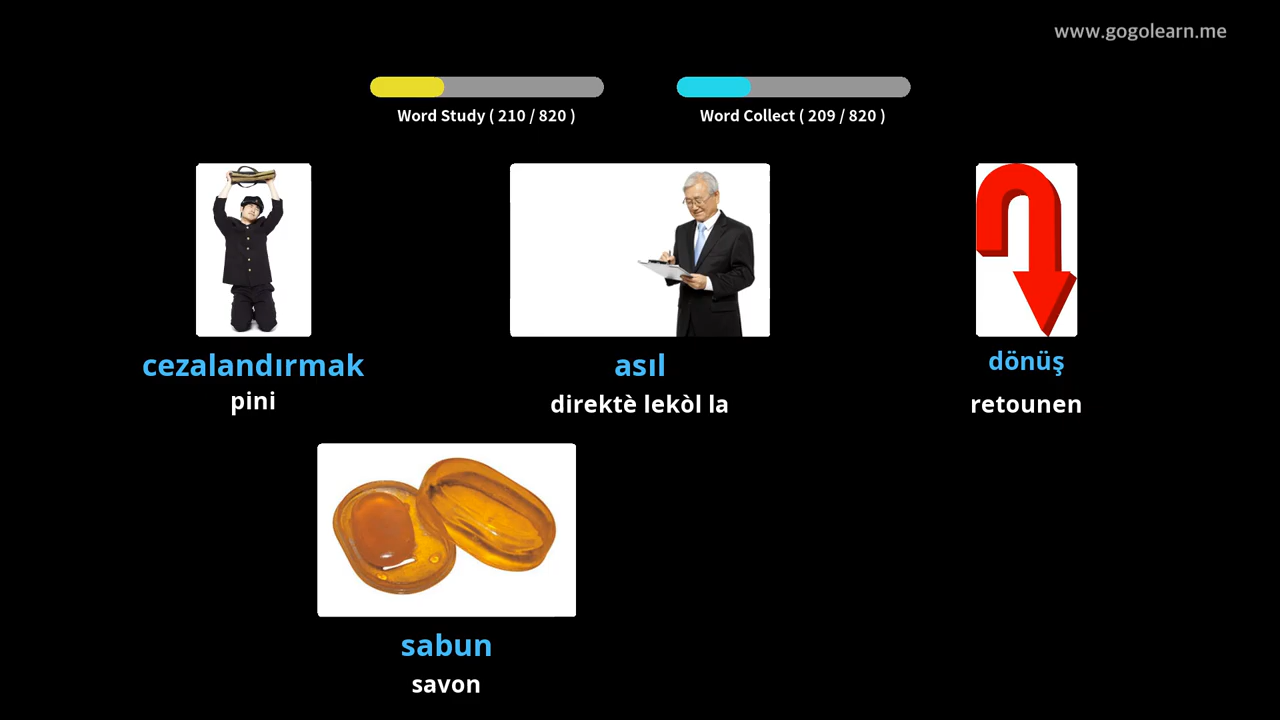 www.gogolearn.me
Word Study ( 210 / 820 )
Word Collect ( 209 / 820 )
cezalandırmak
pini
asıl
direktè lekòl la
dönüş
retounen
sabun
savon